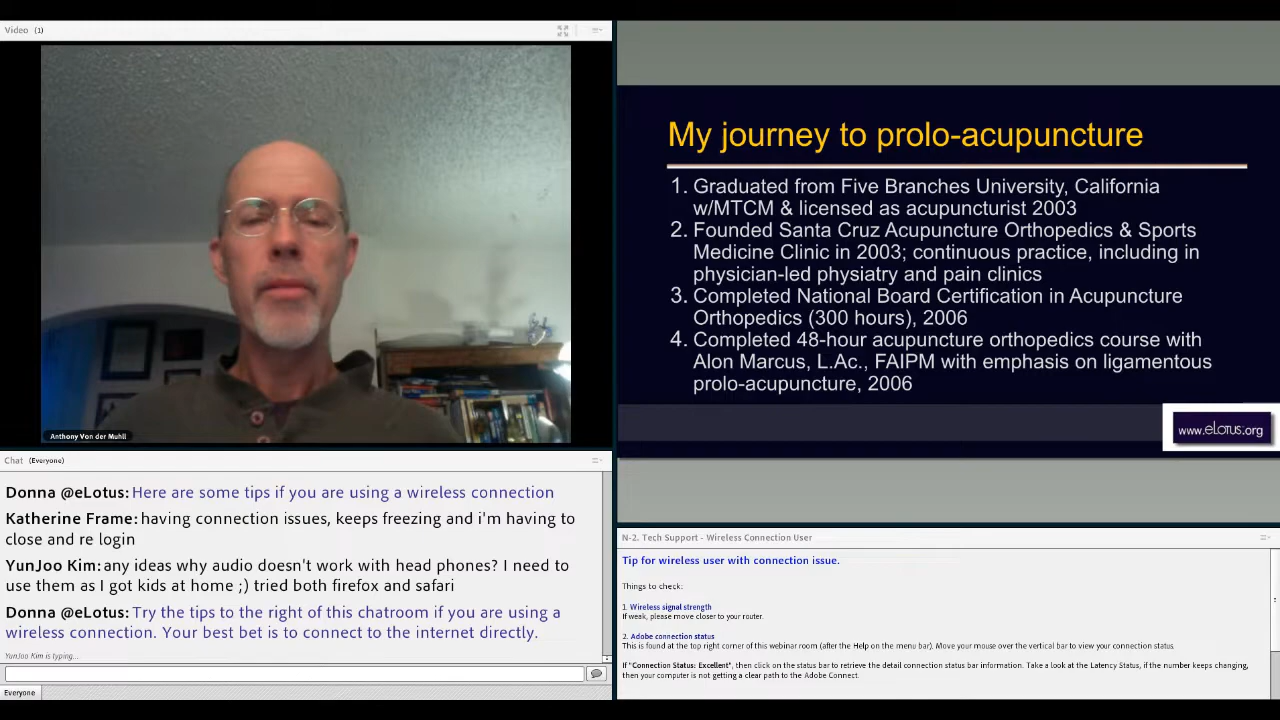 Video (1)
Anthony Von der Muhll
Chat (Everyone)
Donna @eLotus: Here are some tips if you are using a wireless connection
Katherine Frame: having connection issues, keeps freezing and i'm having to
close and re login
YunJoo Kim: any ideas why audio doesn't work with head phones? I need to
use them as I got kids at home ;) tried both firefox and safari
Donna @eLotus: Try the tips to the right of this chatroom if you are using a
wireless connection. Your best bet is to connect to the internet directly.
YunJoo Kim is typing...
Everyone
My journey to prolo-acupuncture
1. Graduated from Five Branches University, California
w/MTCM & licensed as acupuncturist 2003
2. Founded Santa Cruz Acupuncture Orthopedics & Sports
Medicine Clinic in 2003; continuous practice, including in
physician-led physiatry and pain clinics
3. Completed National Board Certification in Acupuncture
Orthopedics (300 hours), 2006
4. Completed 48-hour acupuncture orthopedics course with
Alon Marcus, L.Ac., FAIPM with emphasis on ligamentous
prolo-acupuncture, 2006
www.eLotus.org
N-2. Tech Support - Wireless Connection User
Tip for wireless user with connection issue.
Things to check:
1. Wireless signal strength
If weak, please move closer to your router.
2. Adobe connection status
This is found at the top right corner of this webinar room (after the Help on the menu bar). Move your mouse over the vertical bar to view your connection status.
If "Connection Status: Excellent", then click on the status bar to retrieve the detail connection status bar information. Take a look at the Latency Status, if the number keeps changing,
then your computer is not getting a clear path to the Adobe Connect.